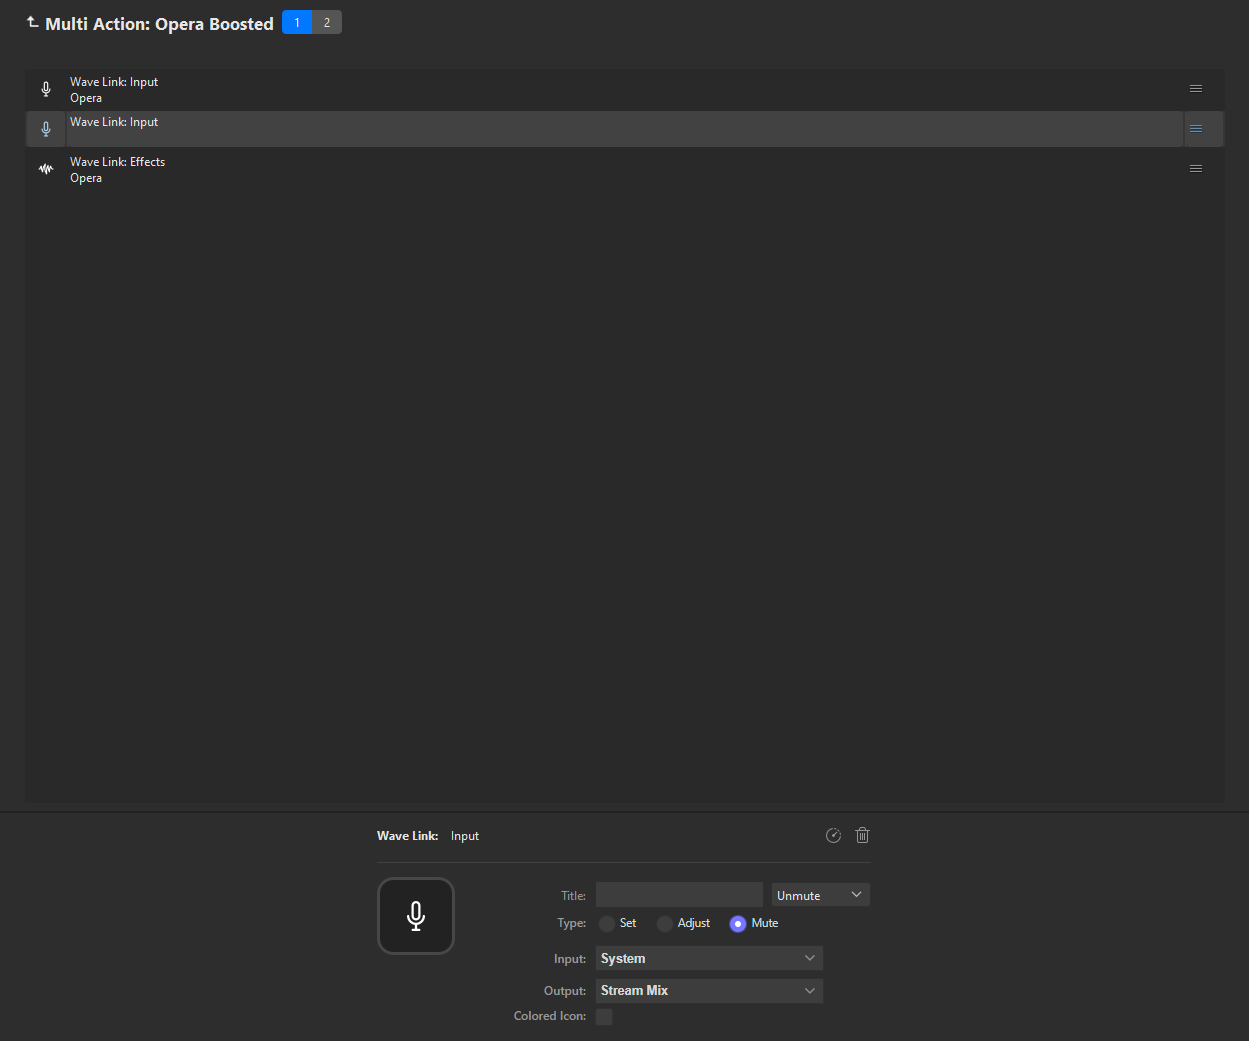 Multi Action: Opera Boosted 1 2
Wave Link: Input
Opera
Wave Link: Input
Wave Link: Effects
Opera
Wave Link: Input
Title: Unmute
Type: Set Adjust Mute
Input: System
Output: Stream Mix
Colored Icon: